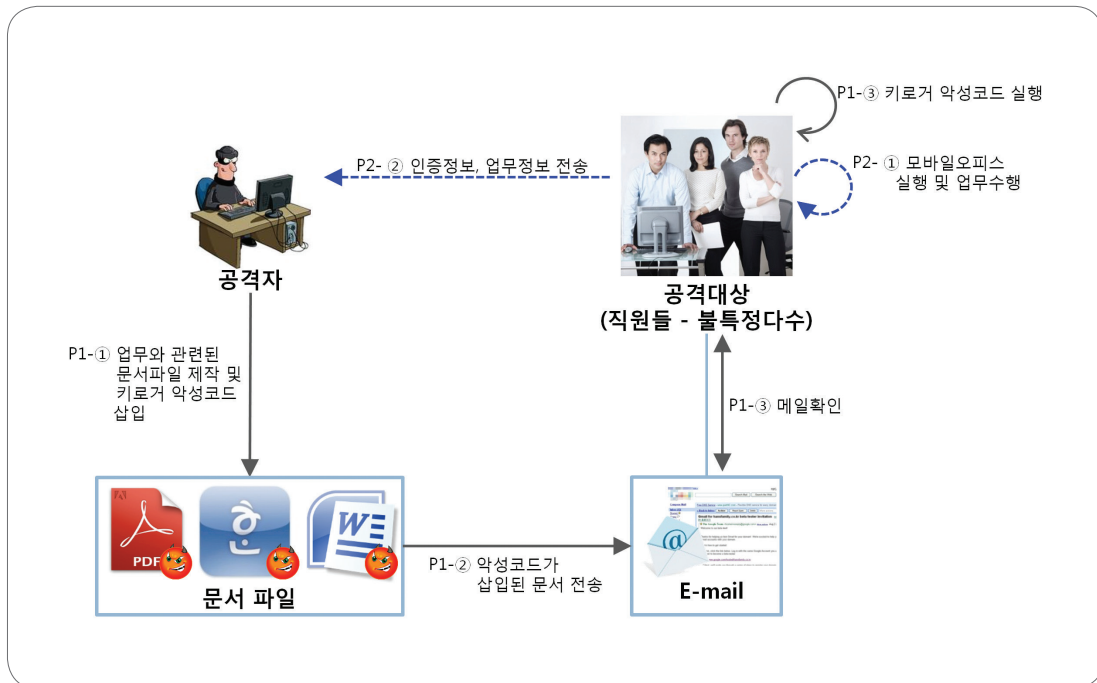 P1-③ 키로거 악성코드 실행
P2- ② 인증정보, 업무정보 전송
P2- ① 모바일오피스
실행 및 업무수행
공격자
공격대상
(직원들 - 불특정다수)
P1-① 업무와 관련된
문서파일 제작 및
키로거 악성코드
삽입
P1-③ 메일확인
PDF
한
W
@
P1-② 악성코드가
삽입된 문서 전송
문서 파일
E-mail